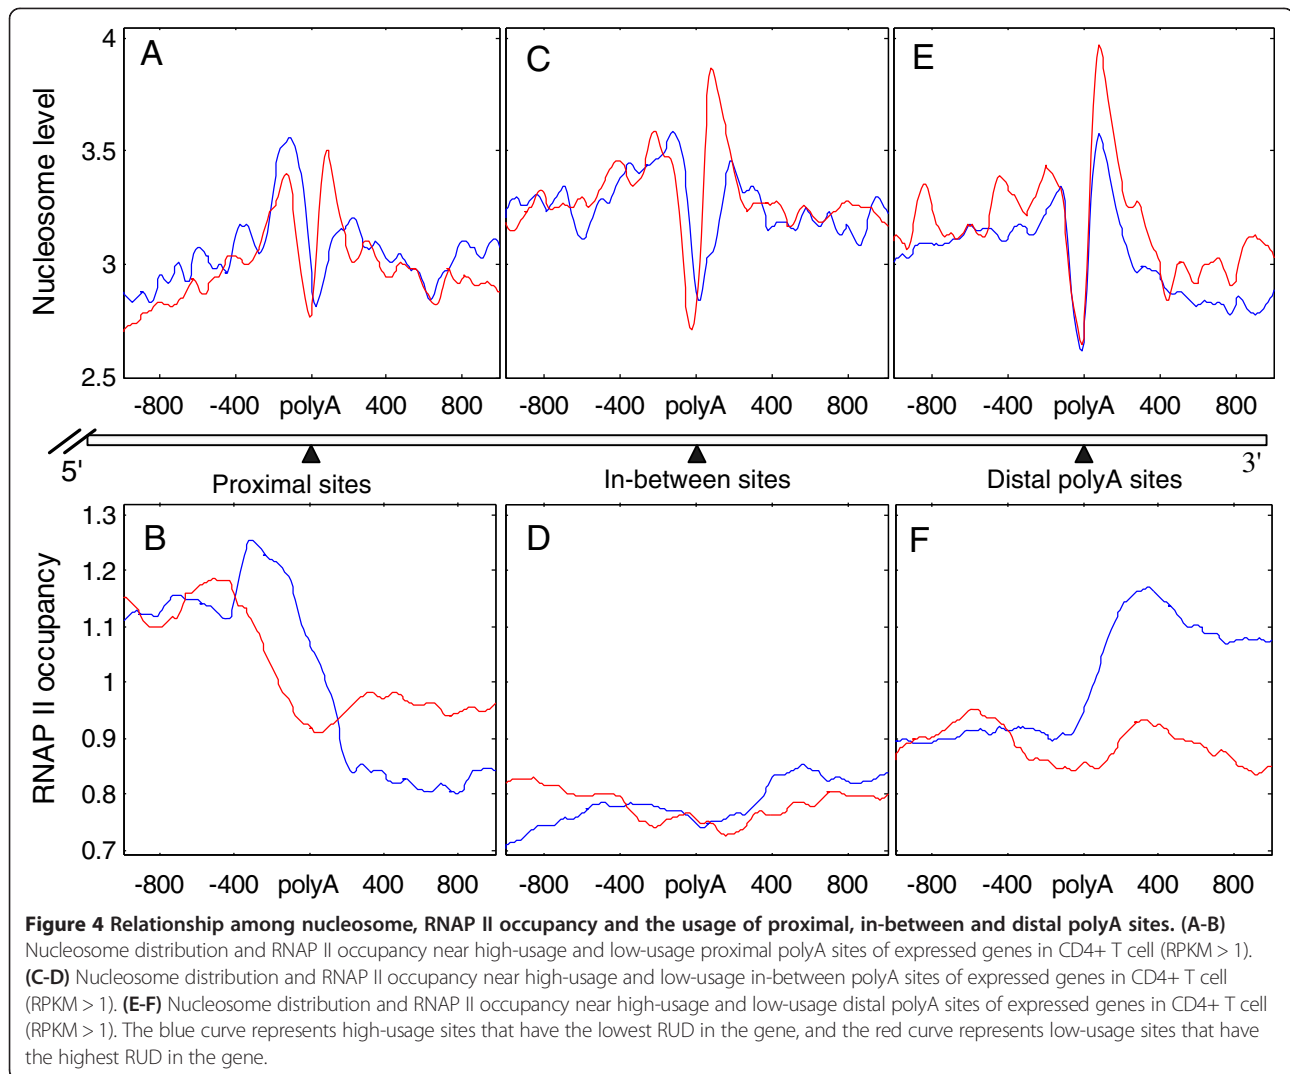 A
C
E
Nucleosome level
4
3.5
3
2.5
-800 -400 polyA 400 800
-800 -400 polyA 400 800
-800 -400 polyA 400 800
5'
3'
Proximal sites
In-between sites
Distal polyA sites
B
D
F
RNAP II occupancy
1.3
1.2
1.1
1
0.9
0.8
0.7
-800 -400 polyA 400 800
-800 -400 polyA 400 800
-800 -400 polyA 400 800
Figure 4 Relationship among nucleosome, RNAP II occupancy and the usage of proximal, in-between and distal polyA sites. (A-B)
Nucleosome distribution and RNAP II occupancy near high-usage and low-usage proximal polyA sites of expressed genes in CD4+ T cell (RPKM > 1).
(C-D) Nucleosome distribution and RNAP II occupancy near high-usage and low-usage in-between polyA sites of expressed genes in CD4+ T cell
(RPKM > 1). (E-F) Nucleosome distribution and RNAP II occupancy near high-usage and low-usage distal polyA sites of expressed genes in CD4+ T cell
(RPKM > 1). The blue curve represents high-usage sites that have the lowest RUD in the gene, and the red curve represents low-usage sites that have
the highest RUD in the gene.